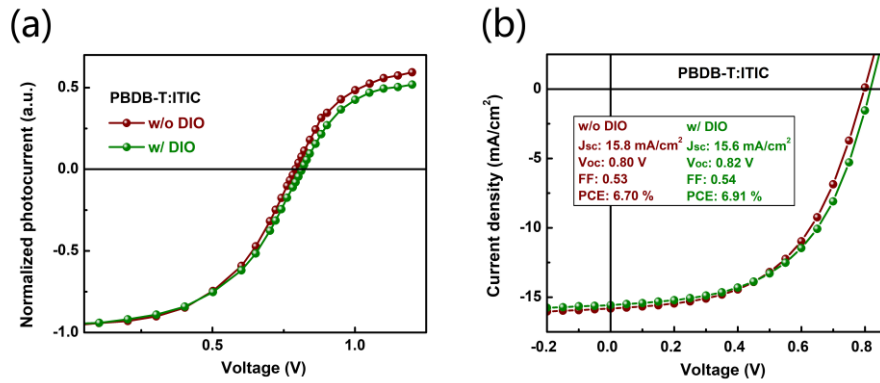 (a)
0.5
0.0
-0.5
-1.0
Normalized photocurrent (a.u.)
PBDB-T:ITIC
w/o DIO
w/ DIO
0.5
1.0
Voltage (V)
(b)
0
-5
-10
-15
Current density (mA/cm²)
PBDB-T:ITIC
w/o DIO
Jsc: 15.8 mA/cm²
Voc: 0.80 V
FF: 0.53
PCE: 6.70 %
w/ DIO
Jsc: 15.6 mA/cm²
Voc: 0.82 V
FF: 0.54
PCE: 6.91 %
-0.2
0.0
0.2
0.4
0.6
0.8
Voltage (V)